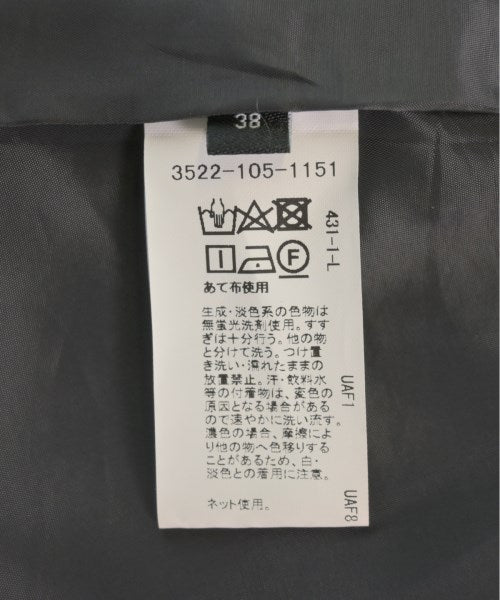 38
3522-105-1151
431-1-L
F
あて布使用
生成・淡色系の色物は
無蛍光洗剤使用。すす
ぎは十分行う。他の物
と分けて洗う。つけ置
き洗い・濡れたままの
放置禁止。汗・飲料水
等の付着物は、変色の
原因となる場合がある
ので速やかに洗い流す。
濃色の場合、摩擦によ
り他の物へ色移りする
ことがあるため、白・
淡色との着用に注意。
ネット使用。
UAF1
UAF8